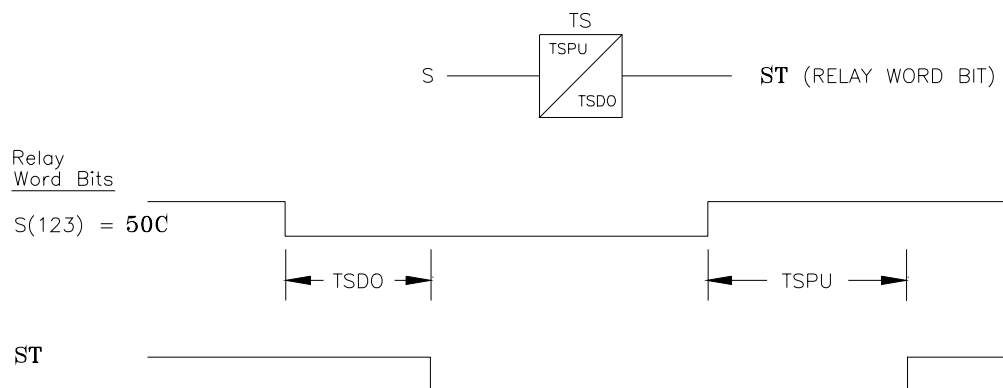 TS
TSPU
S
ST (RELAY WORD BIT)
TSDO
Relay
Word Bits
S(123) = 50C
TSDO
TSPU
ST